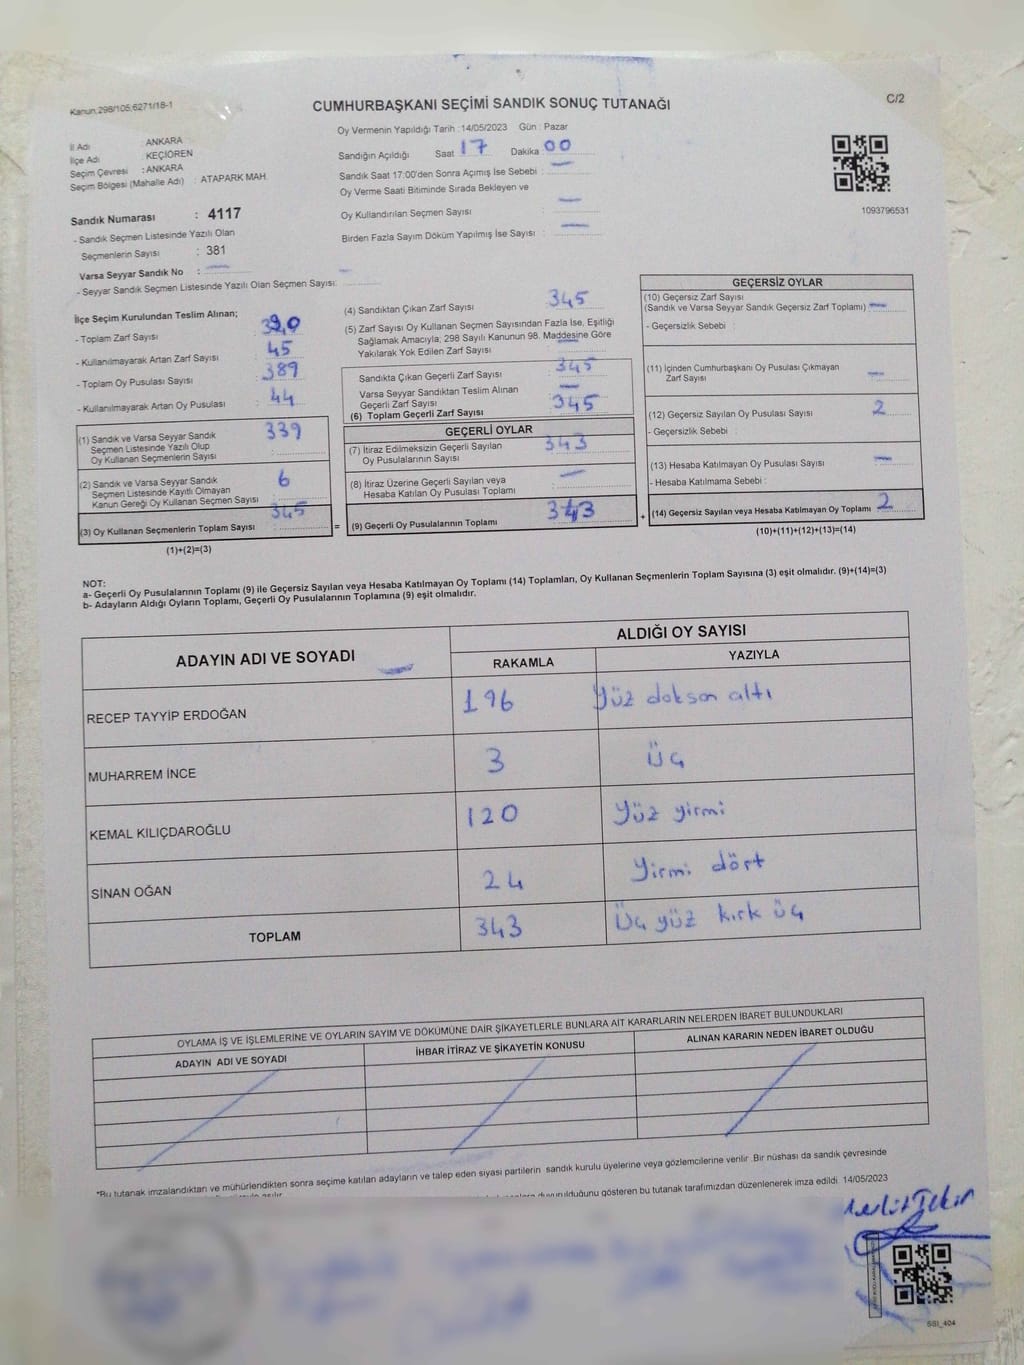 Kanun.298/105,6271/18-1
CUMHURBAŞKANI SEÇİMİ SANDIK SONUÇ TUTANAĞI
C/2
Oy Vermenin Yapıldığı Tarih :14/05/2023 Gün : Pazar
İl Adı : ANKARA
İlçe Adı : KEÇİÖREN
Seçim Çevresi : ANKARA
Seçim Bölgesi (Mahalle Adı) : ATAPARK MAH.
Sandığın Açıldığı Saat 17 Dakika 00
Sandık Saat 17:00'den Sonra Açımış İse Sebebi : —
Oy Verme Saati Bitiminde Sırada Bekleyen ve
Oy Kullandırılan Seçmen Sayısı : —
Birden Fazla Sayım Döküm Yapılmış İse Sayısı : —
1093796531
Sandık Numarası : 4117
- Sandık Seçmen Listesinde Yazılı Olan
Seçmenlerin Sayısı : 381
Varsa Seyyar Sandık No : —
- Seyyar Sandık Seçmen Listesinde Yazılı Olan Seçmen Sayısı: —
İlçe Seçim Kurulundan Teslim Alınan;
- Toplam Zarf Sayısı : 390
- Kullanılmayarak Artan Zarf Sayısı : 45
- Toplam Oy Pusulası Sayısı : 389
- Kullanılmayarak Artan Oy Pusulası : 44
(1) Sandık ve Varsa Seyyar Sandık 339
Seçmen Listesinde Yazılı Olup
Oy Kullanan Seçmenlerin Sayısı
(2) Sandık ve Varsa Seyyar Sandık 6
Seçmen Listesinde Kayıtlı Olmayan
Kanun Gereği Oy Kullanan Seçmen Sayısı
(3) Oy Kullanan Seçmenlerin Toplam Sayısı 345
(1)+(2)=(3)
(4) Sandıktan Çıkan Zarf Sayısı : 345
(5) Zarf Sayısı Oy Kullanan Seçmen Sayısından Fazla İse, Eşitliği
Sağlamak Amacıyla; 298 Sayılı Kanunun 98. Maddesine Göre
Yakılarak Yok Edilen Zarf Sayısı : —
Sandıkta Çıkan Geçerli Zarf Sayısı : 345
Varsa Seyyar Sandıktan Teslim Alınan
Geçerli Zarf Sayısı : —
(6) Toplam Geçerli Zarf Sayısı 345
GEÇERLİ OYLAR
(7) İtiraz Edilmeksizin Geçerli Sayılan 343
Oy Pusulalarının Sayısı
(8) İtiraz Üzerine Geçerli Sayılan veya —
Hesaba Katılan Oy Pusulası Toplamı
= (9) Geçerli Oy Pusulalarının Toplamı 343
GEÇERSİZ OYLAR
(10) Geçersiz Zarf Sayısı
(Sandık ve Varsa Seyyar Sandık Geçersiz Zarf Toplamı) —
- Geçersizlik Sebebi :
(11) İçinden Cumhurbaşkanı Oy Pusulası Çıkmayan
Zarf Sayısı —
(12) Geçersiz Sayılan Oy Pusulası Sayısı 2
- Geçersizlik Sebebi :
(13) Hesaba Katılmayan Oy Pusulası Sayısı —
- Hesaba Katılmama Sebebi :
+ (14) Geçersiz Sayılan veya Hesaba Katılmayan Oy Toplamı 2
(10)+(11)+(12)+(13)=(14)
NOT:
a- Geçerli Oy Pusulalarının Toplamı (9) ile Geçersiz Sayılan veya Hesaba Katılmayan Oy Toplamı (14) Toplamları, Oy Kullanan Seçmenlerin Toplam Sayısına (3) eşit olmalıdır. (9)+(14)=(3)
b- Adayların Aldığı Oyların Toplamı, Geçerli Oy Pusulalarının Toplamına (9) eşit olmalıdır.
ADAYIN ADI VE SOYADI
ALDIĞI OY SAYISI
RAKAMLA YAZIYLA
RECEP TAYYİP ERDOĞAN 196 Yüz doksan altı
MUHARREM İNCE 3 Üç
KEMAL KILIÇDAROĞLU 120 Yüz yirmi
SİNAN OĞAN 24 Yirmi dört
TOPLAM 343 Üç yüz kırk üç
OYLAMA İŞ VE İŞLEMLERİNE VE OYLARIN SAYIM VE DÖKÜMÜNE DAİR ŞİKAYETLERLE BUNLARA AİT KARARLARIN NELERDEN İBARET BULUNDUKLARI
ADAYIN ADI VE SOYADI İHBAR İTİRAZ VE ŞİKAYETİN KONUSU ALINAN KARARIN NEDEN İBARET OLDUĞU
*Bu tutanak imzalandıktan ve mühürlendikten sonra seçime katılan adayların ve talep eden siyasi partilerin sandık kurulu üyelerine veya gözlemcilerine verilir .Bir nüshası da sandık çevresinde
duyurulduğunu gösteren bu tutanak tarafımızdan düzenlenerek imza edildi. 14/05/2023
SSI_404